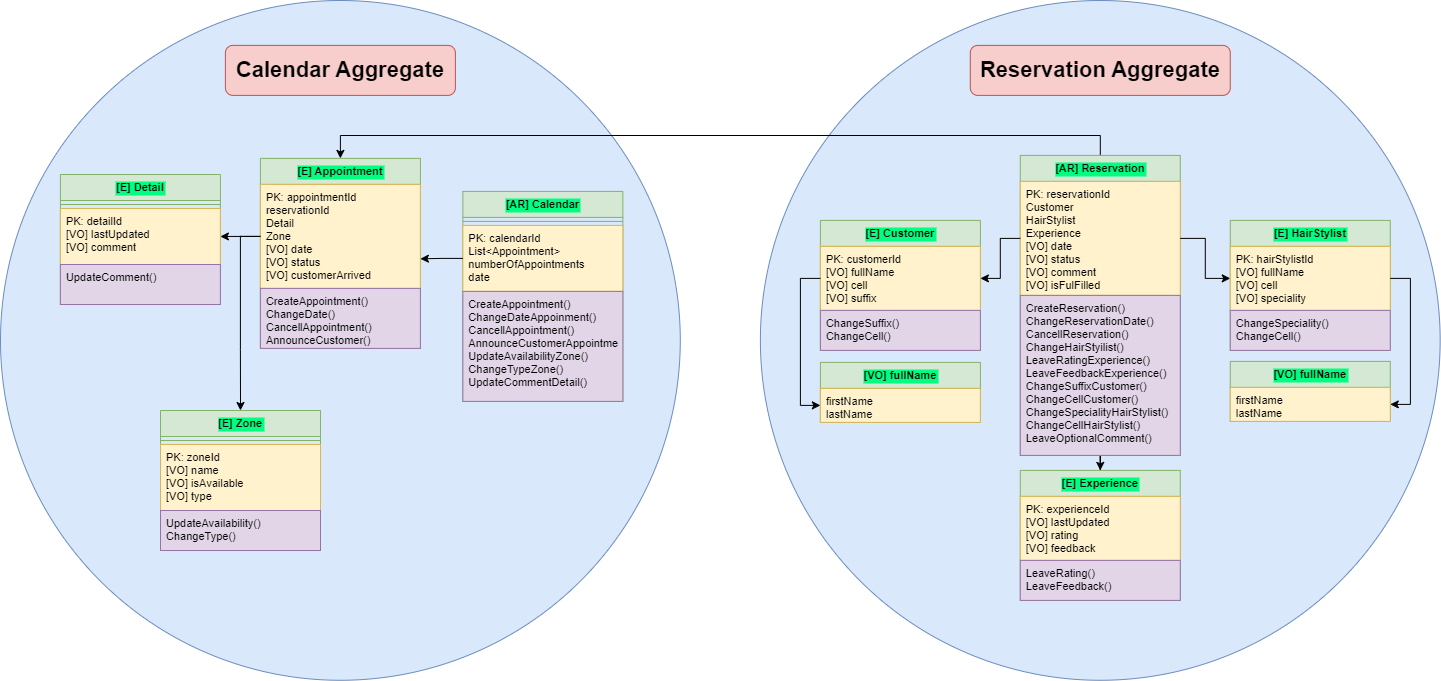 Calendar Aggregate
[E] Detail
PK: detailId
[VO] lastUpdated
[VO] comment
UpdateComment()
[E] Appointment
PK: appointmentId
reservationId
Detail
Zone
[VO] date
[VO] status
[VO] customerArrived
CreateAppointment()
ChangeDate()
CancellAppointment()
AnnounceCustomer()
[AR] Calendar
PK: calendarId
List<Appointment>
numberOfAppointments
date
CreateAppointment()
ChangeDateAppoinment()
CancellAppointment()
AnnounceCustomerAppointme
UpdateAvailabilityZone()
ChangeTypeZone()
UpdateCommentDetail()
[E] Zone
PK: zoneId
[VO] name
[VO] isAvailable
[VO] type
UpdateAvailability()
ChangeType()
Reservation Aggregate
[AR] Reservation
PK: reservationId
Customer
HairStylist
Experience
[VO] date
[VO] status
[VO] comment
[VO] isFulFilled
CreateReservation()
ChangeReservationDate()
CancellReservation()
ChangeHairStylist()
LeaveRatingExperience()
LeaveFeedbackExperience()
ChangeSuffixCustomer()
ChangeCellCustomer()
ChangeSpecialityHairStylist()
ChangeCellHairStylist()
LeaveOptionalComment()
[E] Customer
PK: customerId
[VO] fullName
[VO] cell
[VO] suffix
ChangeSuffix()
ChangeCell()
[VO] fullName
firstName
lastName
[E] HairStylist
PK: hairStylistId
[VO] fullName
[VO] cell
[VO] speciality
ChangeSpeciality()
ChangeCell()
[VO] fullName
firstName
lastName
[E] Experience
PK: experienceId
[VO] lastUpdated
[VO] rating
[VO] feedback
LeaveRating()
LeaveFeedback()